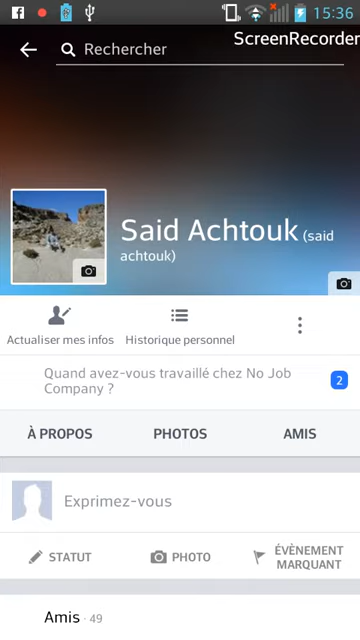 15:36
ScreenRecorder
Rechercher
Said Achtouk (said
achtouk)
Actualiser mes infos
Historique personnel
Quand avez-vous travaillé chez No Job
Company ?
2
À PROPOS
PHOTOS
AMIS
Exprimez-vous
STATUT
PHOTO
ÉVÈNEMENT
MARQUANT
Amis · 49